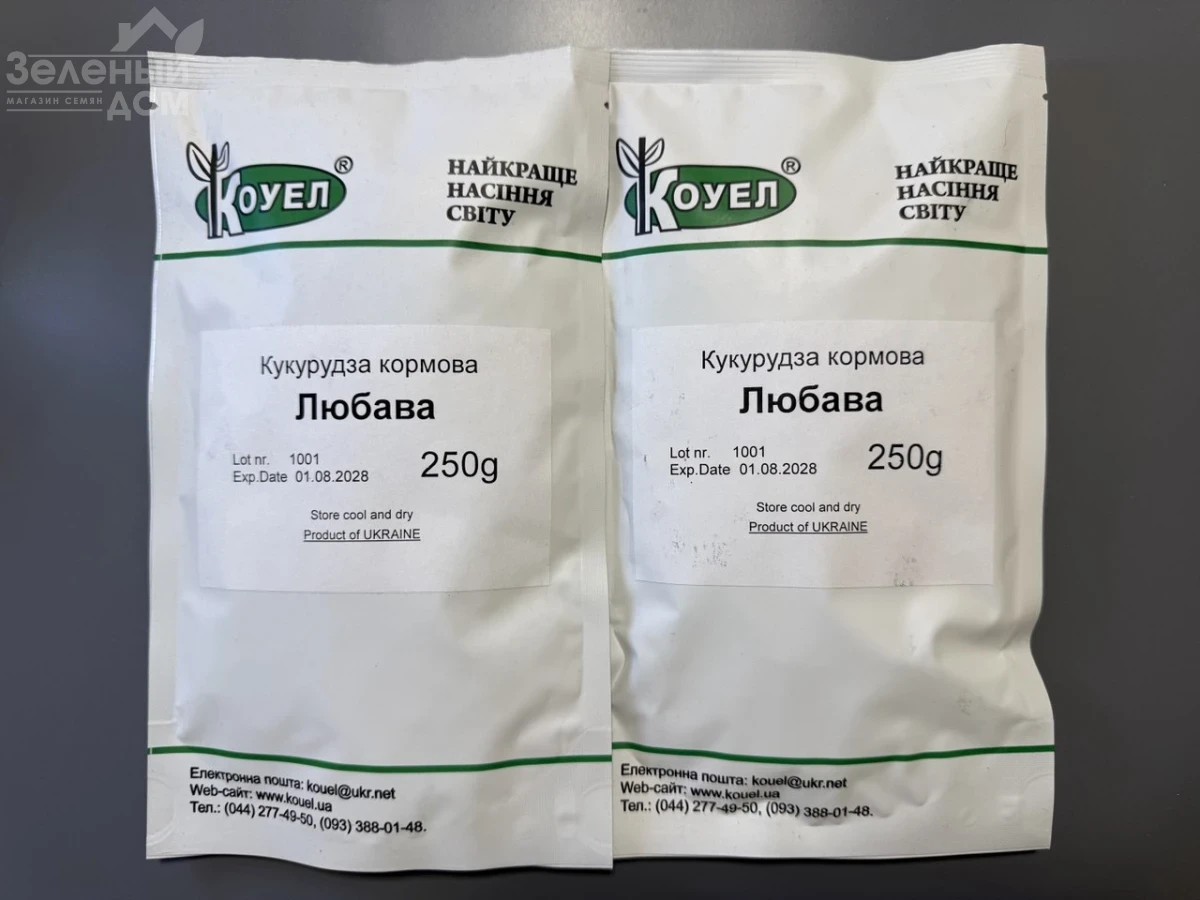 Зеленый
МАГАЗИН СЕМЯН
ДОМ
КОУЕЛ®
НАЙКРАЩЕ
НАСІННЯ
СВІТУ
Кукурудза кормова
Любава
Lot nr. 1001
Exp.Date 01.08.2028
250g
Store cool and dry
Product of UKRAINE
Електронна пошта: kouel@ukr.net
Web-сайт: www.kouel.ua
Тел.: (044) 277-49-50, (093) 388-01-48.
КОУЕЛ®
НАЙКРАЩЕ
НАСІННЯ
СВІТУ
Кукурудза кормова
Любава
Lot nr. 1001
Exp.Date 01.08.2028
250g
Store cool and dry
Product of UKRAINE
Електронна пошта: kouel@ukr.net
Web-сайт: www.kouel.ua
Тел.: (044) 277-49-50, (093) 388-01-48.